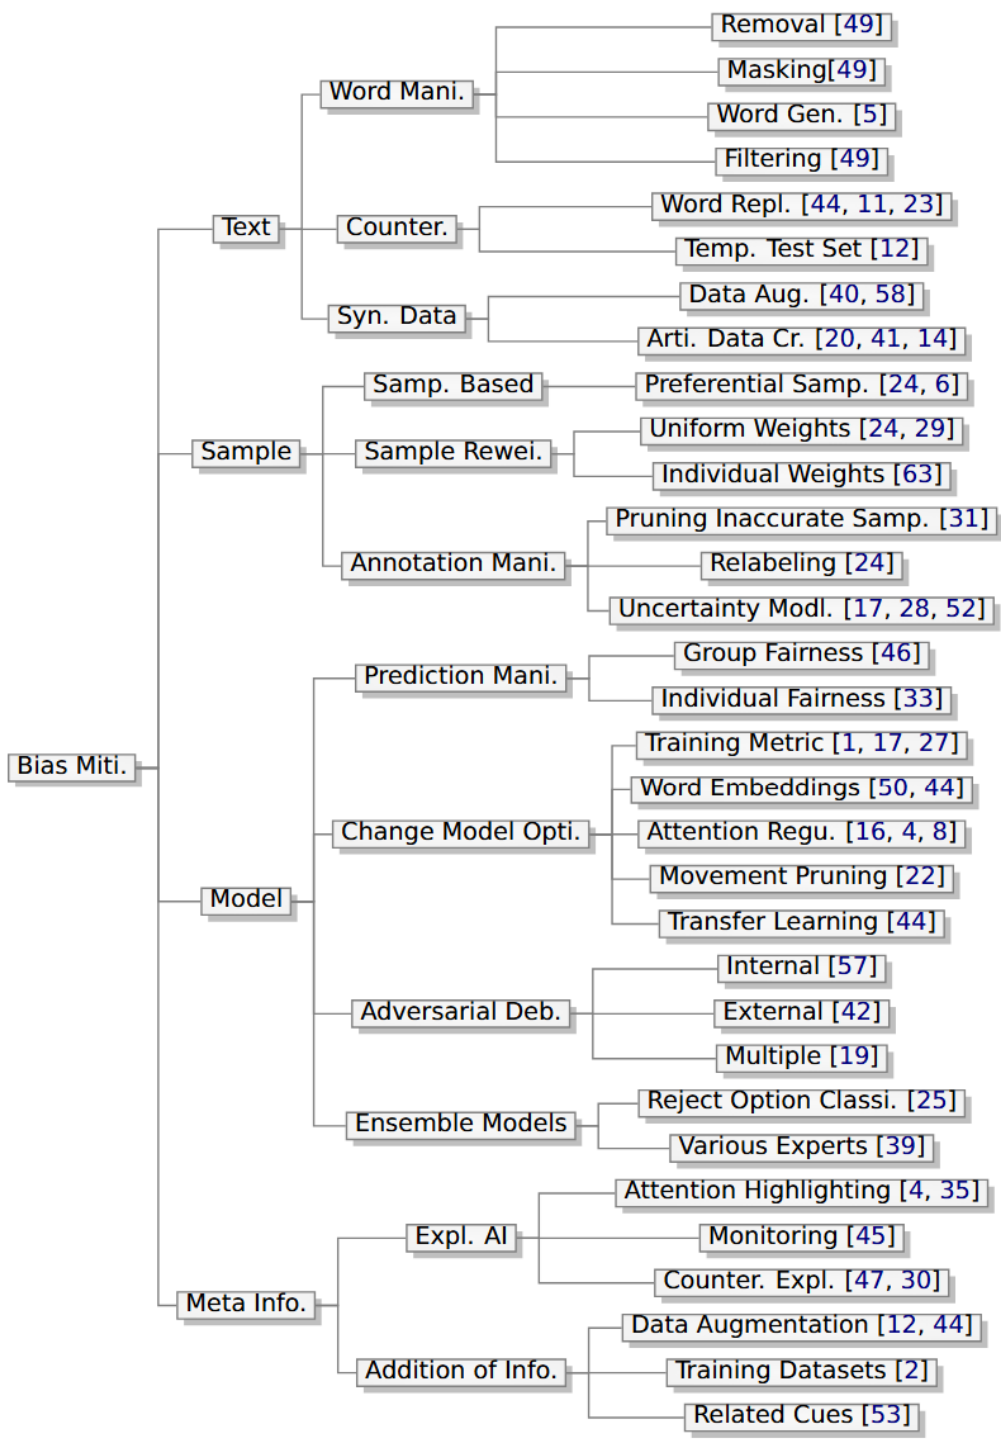 Removal [49]
Masking[49]
Word Mani.
Word Gen. [5]
Filtering [49]
Word Repl. [44, 11, 23]
Text
Counter.
Temp. Test Set [12]
Data Aug. [40, 58]
Syn. Data
Arti. Data Cr. [20, 41, 14]
Samp. Based
Preferential Samp. [24, 6]
Uniform Weights [24, 29]
Sample
Sample Rewei.
Individual Weights [63]
Pruning Inaccurate Samp. [31]
Annotation Mani.
Relabeling [24]
Uncertainty Modl. [17, 28, 52]
Group Fairness [46]
Prediction Mani.
Individual Fairness [33]
Training Metric [1, 17, 27]
Bias Miti.
Word Embeddings [50, 44]
Change Model Opti.
Attention Regu. [16, 4, 8]
Movement Pruning [22]
Model
Transfer Learning [44]
Internal [57]
Adversarial Deb.
External [42]
Multiple [19]
Reject Option Classi. [25]
Ensemble Models
Various Experts [39]
Attention Highlighting [4, 35]
Expl. AI
Monitoring [45]
Counter. Expl. [47, 30]
Meta Info.
Data Augmentation [12, 44]
Addition of Info.
Training Datasets [2]
Related Cues [53]